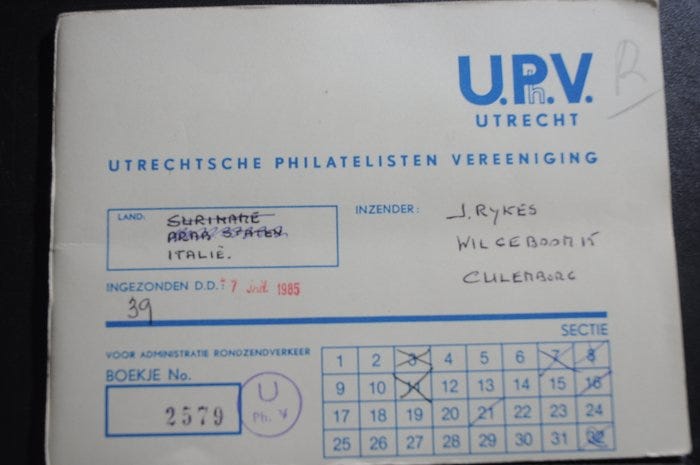 U.Ph.V.
UTRECHT
UTRECHTSCHE PHILATELISTEN VEREENIGING
LAND: SURINAME
ARAB STATES
ITALIË.
INZENDER: J. RYKES
WILGEBOOM 15
CULEMBORG
INGEZONDEN D.D.: 7 juli 1985
39
SECTIE
VOOR ADMINISTRATIE RONDZENDVERKEER
BOEKJE No.
2579
U
Ph. V
1 2 3 4 5 6 7 8
9 10 11 12 13 14 15 16
17 18 19 20 21 22 23 24
25 26 27 28 29 30 31 32